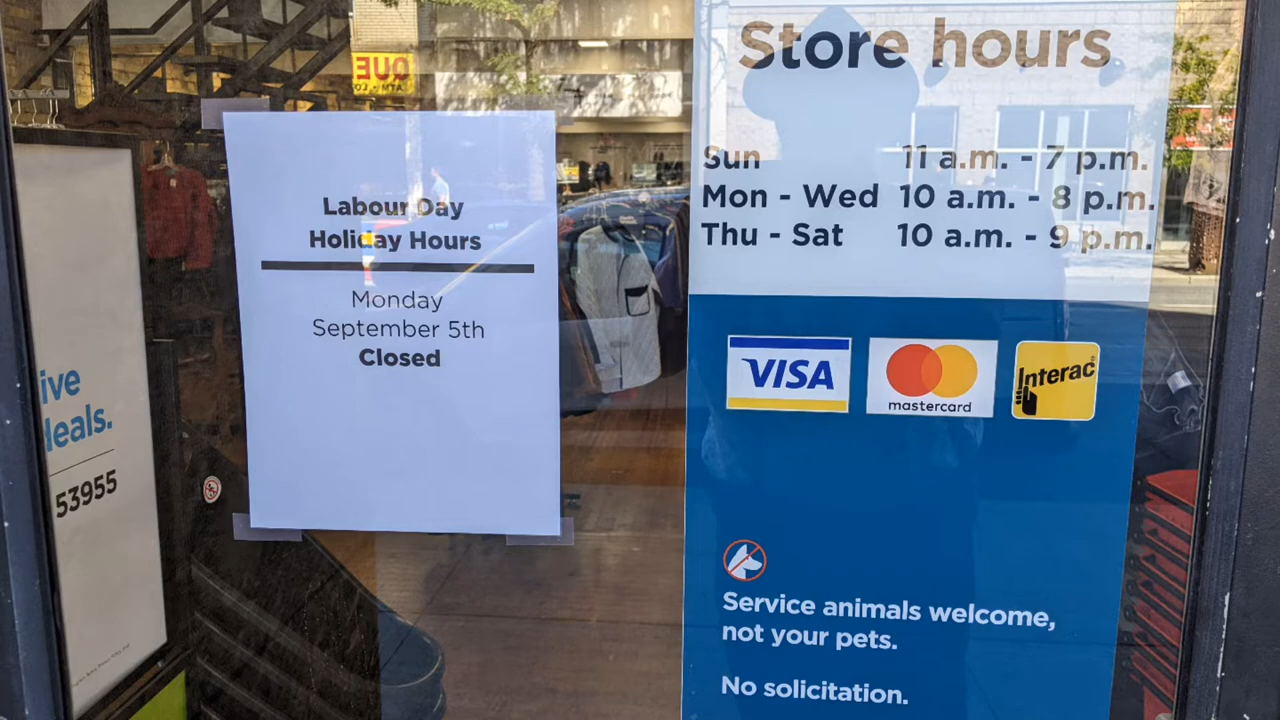 Labour Day
Holiday Hours
Monday
September 5th
Closed
Store hours
Sun 11 a.m. - 7 p.m.
Mon - Wed 10 a.m. - 8 p.m.
Thu - Sat 10 a.m. - 9 p.m.
VISA
mastercard
Interac
Service animals welcome,
not your pets.
No solicitation.
ive
deals.
53955